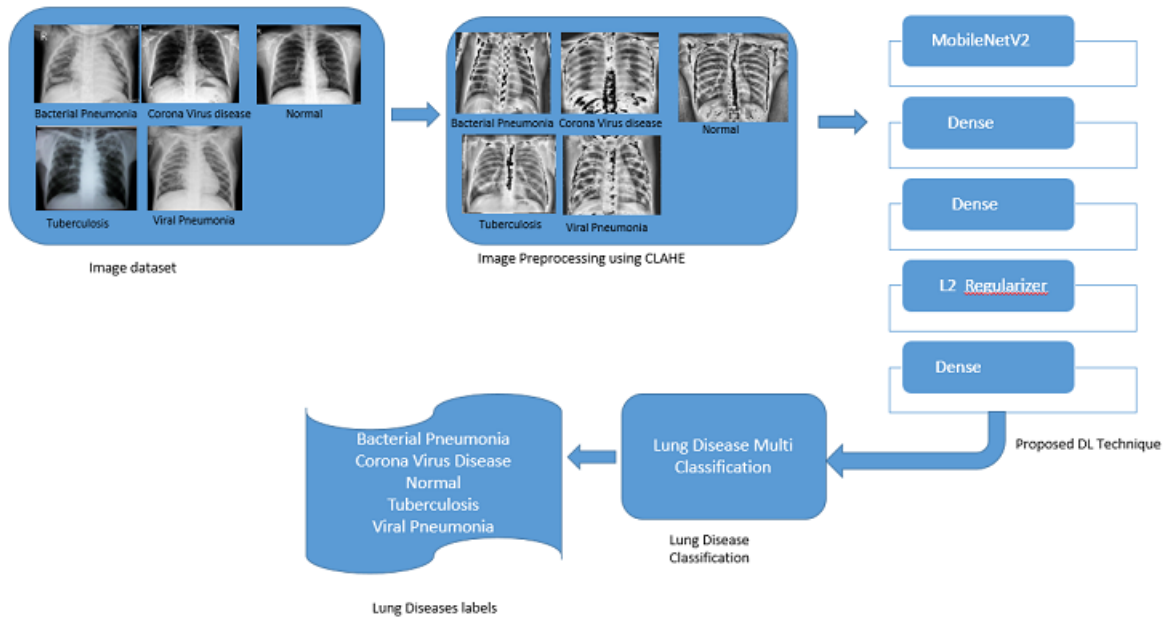 R
Bacterial Pneumonia
Corona Virus disease
Normal
Tuberculosis
Viral Pneumonia
Image dataset
Bacterial Pneumonia
Corona Virus disease
Normal
Tuberculosis
Viral Pneumonia
Image Preprocessing using CLAHE
MobileNetV2
Dense
Dense
L2 Regularizer
Dense
Proposed DL Technique
Lung Disease Multi
Classification
Lung Disease
Classification
Bacterial Pneumonia
Corona Virus Disease
Normal
Tuberculosis
Viral Pneumonia
Lung Diseases labels